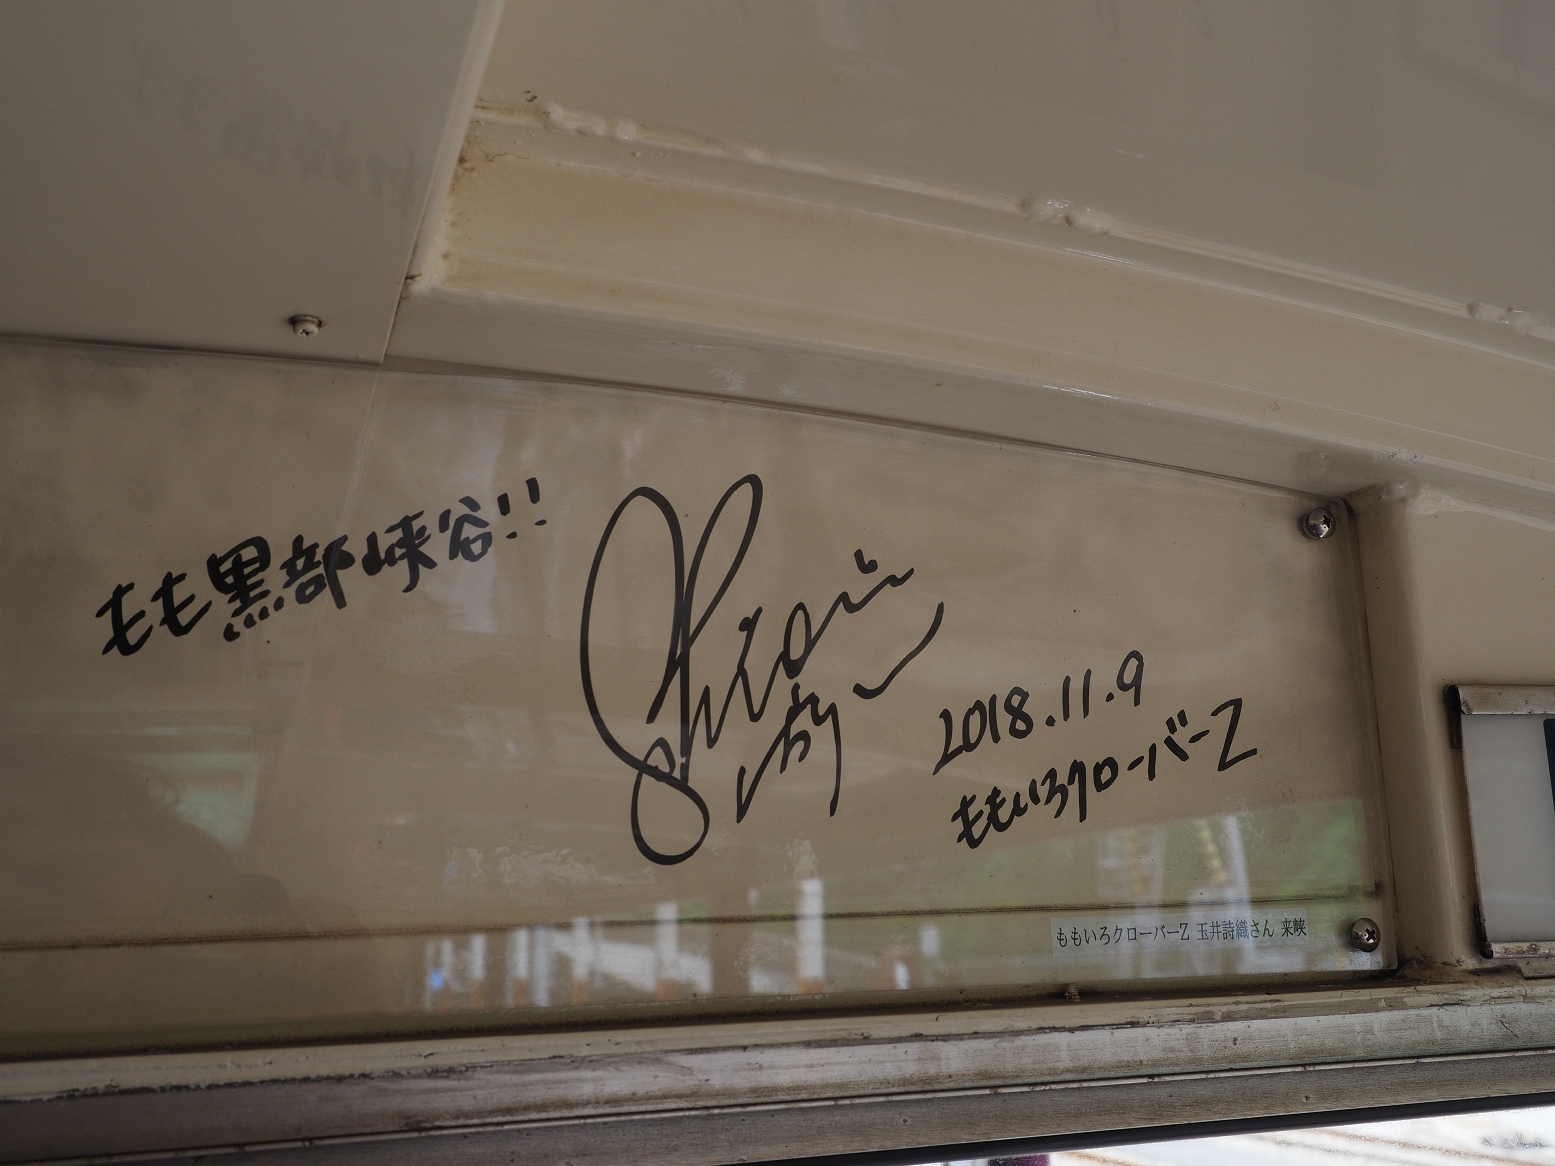 もも黒部峡谷!!
Shiori
2018.11.9
ももいろクローバーZ
ももいろクローバーZ 玉井詩織さん 来峡